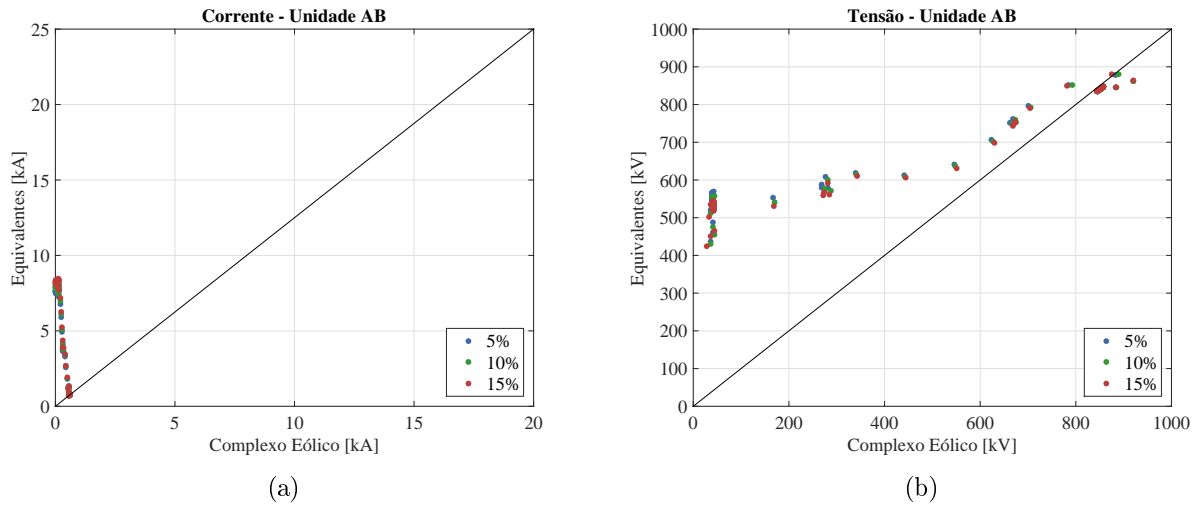 Corrente - Unidade AB
25
20
15
10
5
0
Equivalentes [kA]
5%
10%
15%
0 5 10 15 20
Complexo Eólico [kA]
(a)
Tensão - Unidade AB
1000
900
800
700
600
500
400
300
200
100
0
Equivalentes [kV]
5%
10%
15%
0 200 400 600 800 1000
Complexo Eólico [kV]
(b)